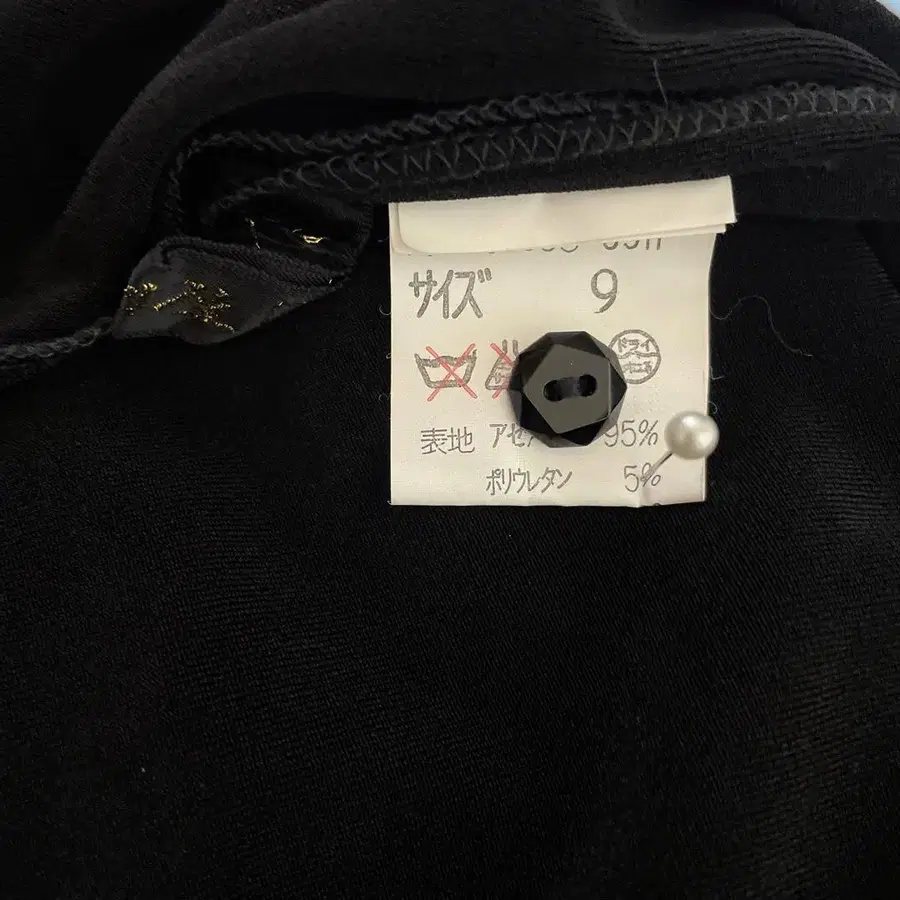 サイズ 9
ドライ
表地 アセ 95%
ポリウレタン 5%